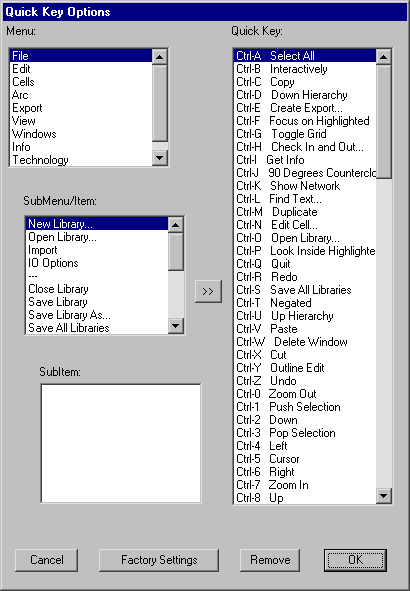 Quick Key Options
Menu:
File
Edit
Cells
Arc
Export
View
Windows
Info
Technology
SubMenu/Item:
New Library...
Open Library...
Import
IO Options
---
Close Library
Save Library
Save Library As...
Save All Libraries
>>
SubItem:
Quick Key:
Ctrl-A Select All
Ctrl-B Interactively
Ctrl-C Copy
Ctrl-D Down Hierarchy
Ctrl-E Create Export...
Ctrl-F Focus on Highlighted
Ctrl-G Toggle Grid
Ctrl-H Check In and Out...
Ctrl-I Get Info
Ctrl-J 90 Degrees Counterclo
Ctrl-K Show Network
Ctrl-L Find Text...
Ctrl-M Duplicate
Ctrl-N Edit Cell...
Ctrl-O Open Library...
Ctrl-P Look Inside Highlighte
Ctrl-Q Quit
Ctrl-R Redo
Ctrl-S Save All Libraries
Ctrl-T Negated
Ctrl-U Up Hierarchy
Ctrl-V Paste
Ctrl-W Delete Window
Ctrl-X Cut
Ctrl-Y Outline Edit
Ctrl-Z Undo
Ctrl-0 Zoom Out
Ctrl-1 Push Selection
Ctrl-2 Down
Ctrl-3 Pop Selection
Ctrl-4 Left
Ctrl-5 Cursor
Ctrl-6 Right
Ctrl-7 Zoom In
Ctrl-8 Up
Cancel
Factory Settings
Remove
OK